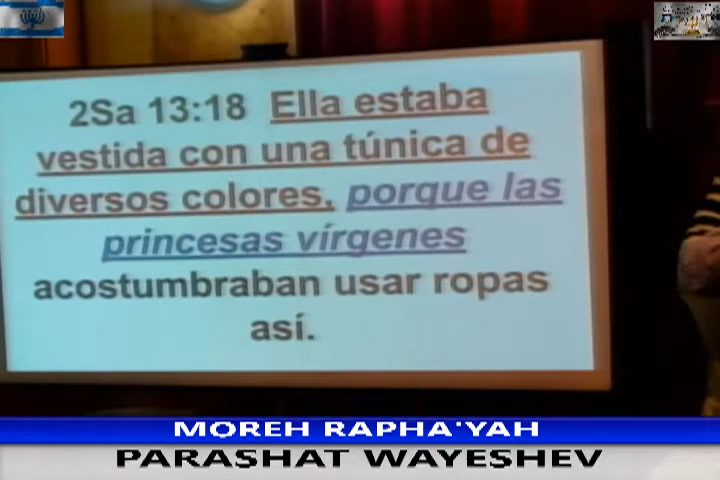 2Sa 13:18 Ella estaba
vestida con una túnica de
diversos colores, porque las
princesas vírgenes
acostumbraban usar ropas
así.
MOREH RAPHA'YAH
PARASHAT WAYESHEV